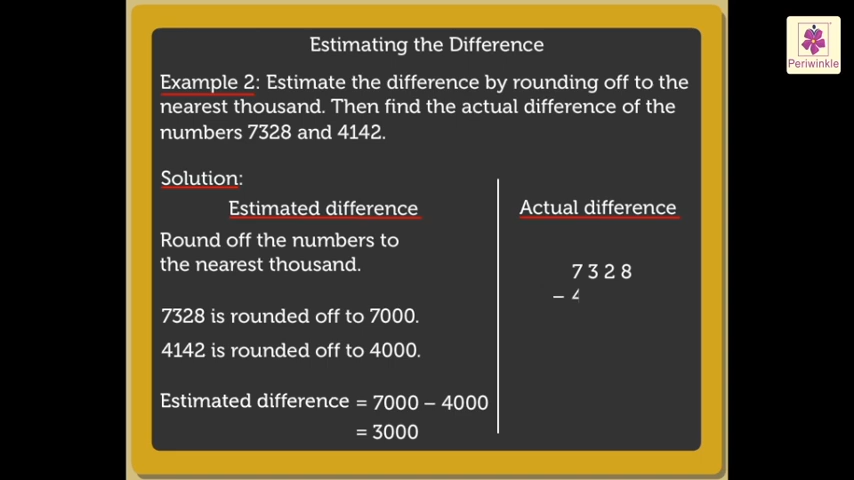 Estimating the Difference
Periwinkle
Example 2: Estimate the difference by rounding off to the
nearest thousand. Then find the actual difference of the
numbers 7328 and 4142.
Solution:
Estimated difference
Round off the numbers to
the nearest thousand.
7328 is rounded off to 7000.
4142 is rounded off to 4000.
Estimated difference = 7000 – 4000
= 3000
Actual difference
7 3 2 8
– 4